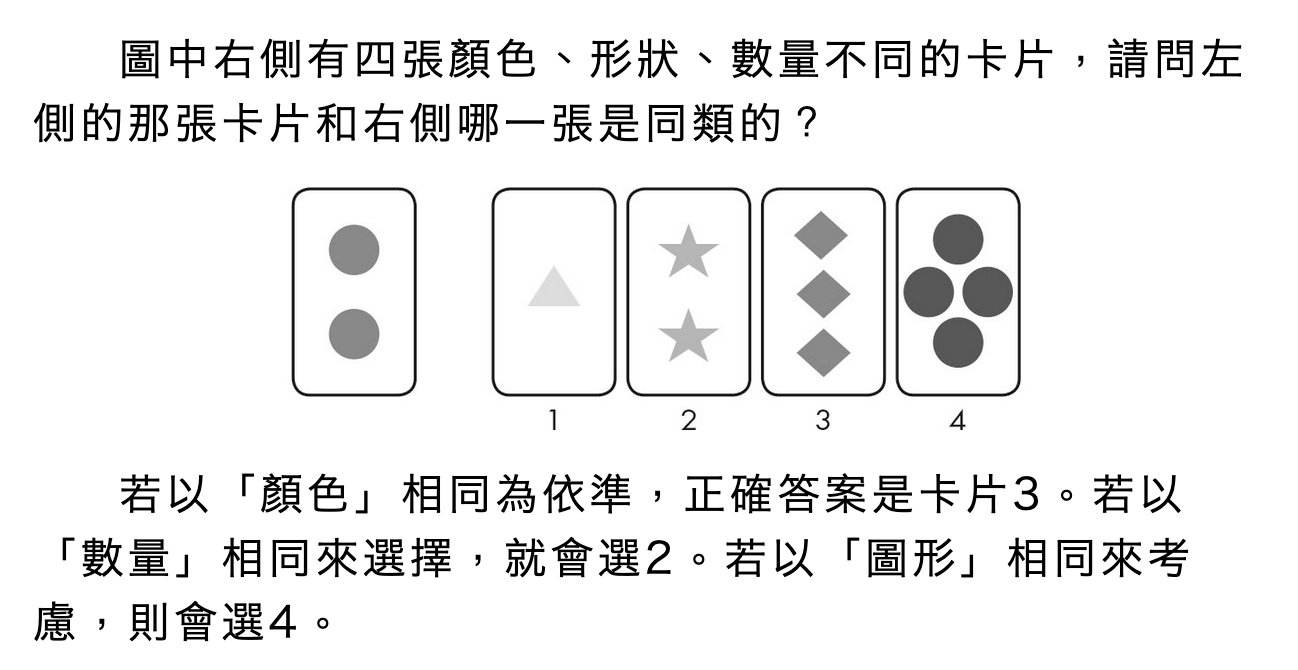 圖中右側有四張顏色、形狀、數量不同的卡片，請問左
側的那張卡片和右側哪一張是同類的？
1 2 3 4
若以「顏色」相同為依準，正確答案是卡片3。若以
「數量」相同來選擇，就會選2。若以「圖形」相同來考
慮，則會選4。